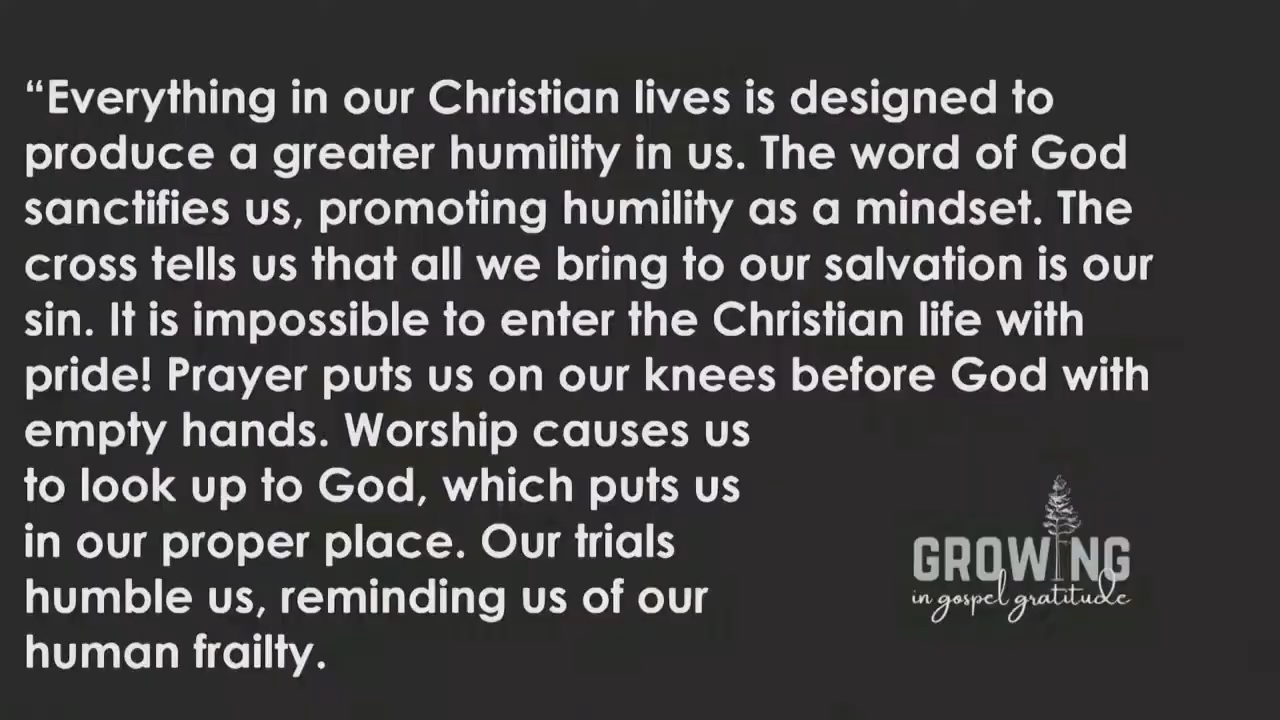 “Everything in our Christian lives is designed to
produce a greater humility in us. The word of God
sanctifies us, promoting humility as a mindset. The
cross tells us that all we bring to our salvation is our
sin. It is impossible to enter the Christian life with
pride! Prayer puts us on our knees before God with
empty hands. Worship causes us
to look up to God, which puts us
in our proper place. Our trials
humble us, reminding us of our
human frailty.
GROWING
in gospel gratitude